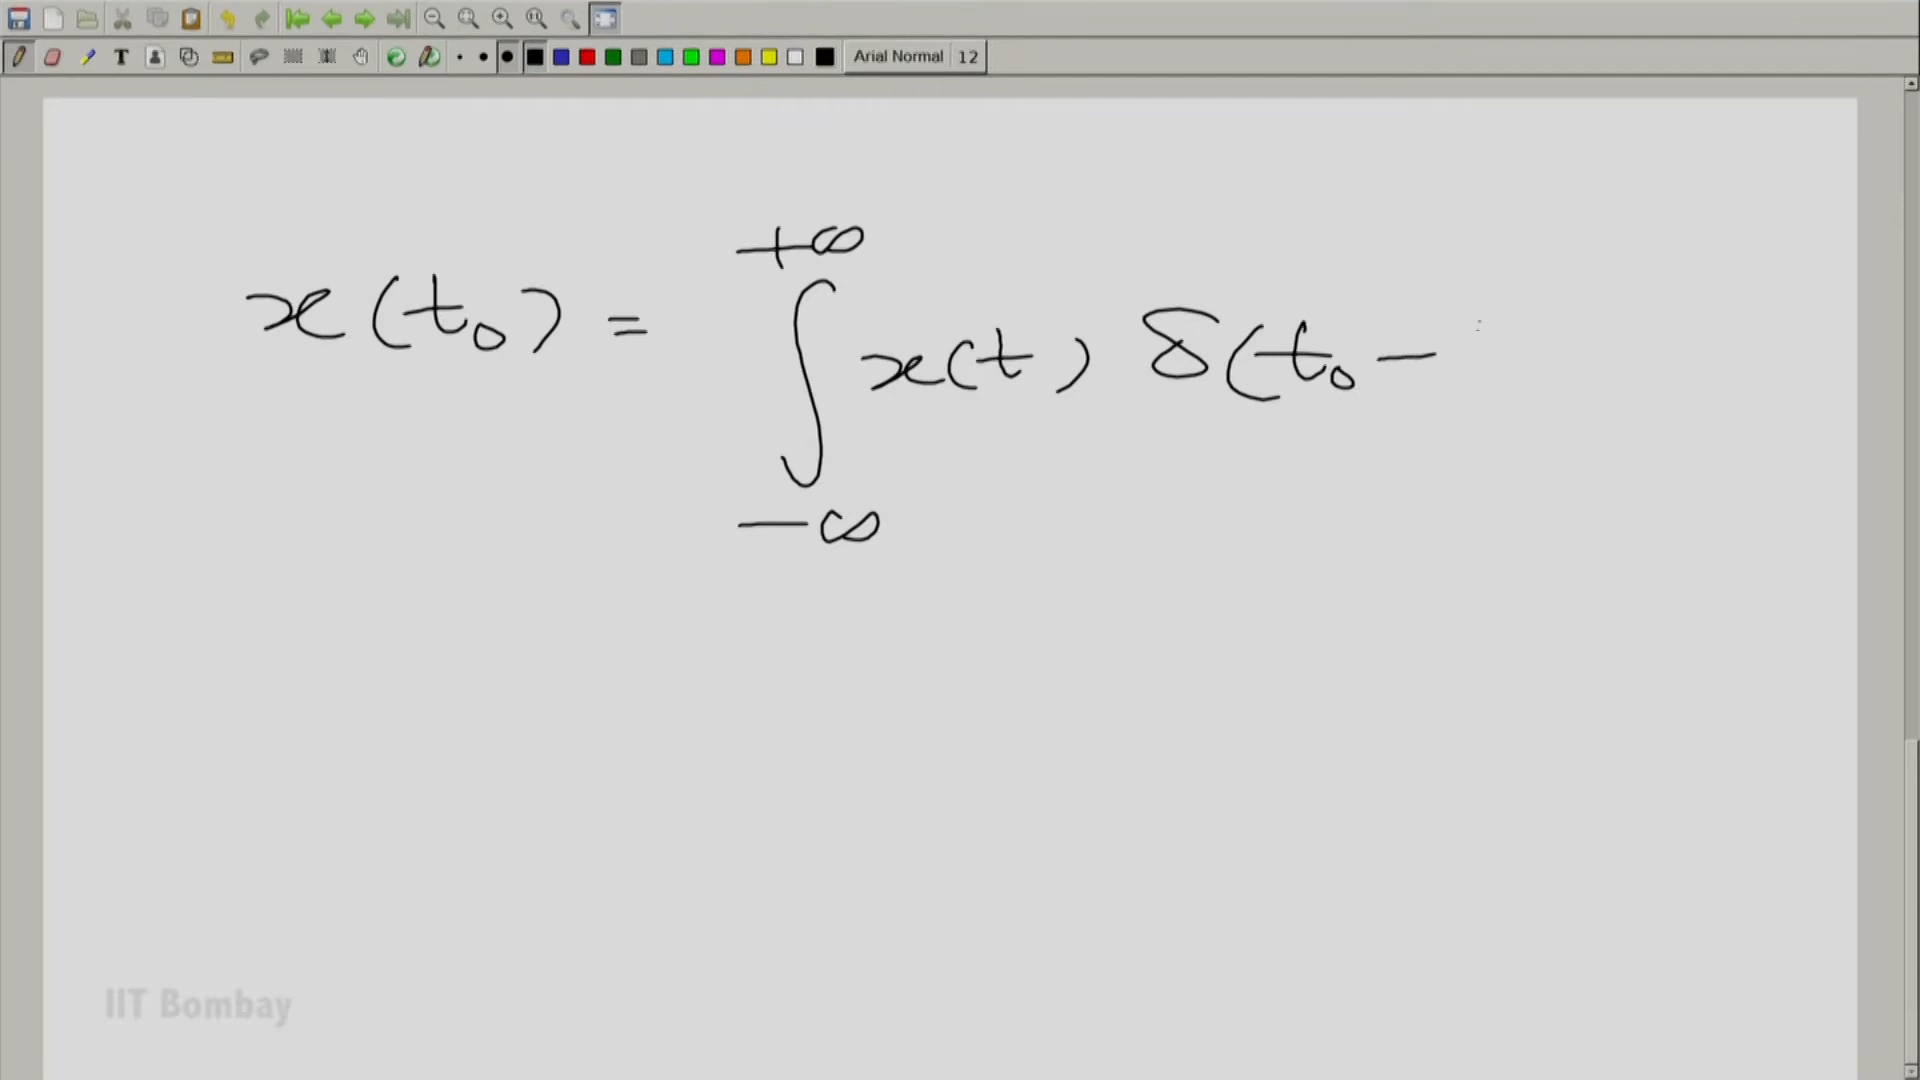 Arial Normal 12
x(t₀) = ∫_{-∞}^{+∞} x(t) δ(t₀ −
IIT Bombay